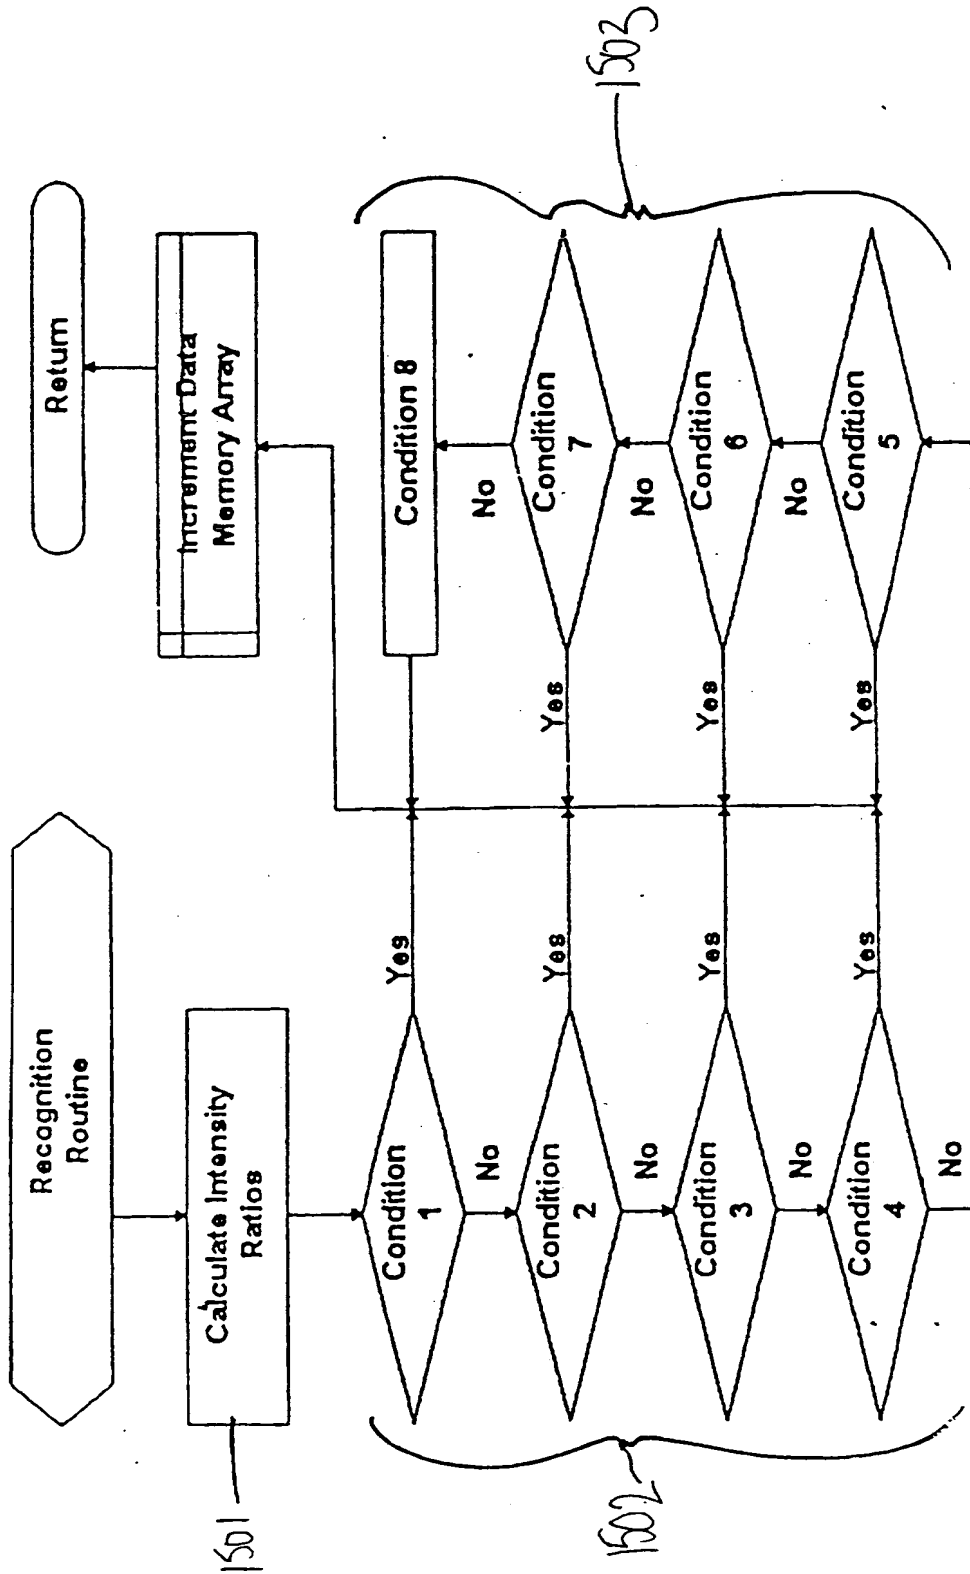 Recognition
Routine
Calculate Intensity
Ratios
1501
Condition
1
Yes
No
Condition
2
Yes
No
Condition
3
Yes
No
Condition
4
Yes
No
1502
Return
Increment Data
Memory Array
Condition 8
No
Condition
7
Yes
No
Condition
6
Yes
No
Condition
5
Yes
1503